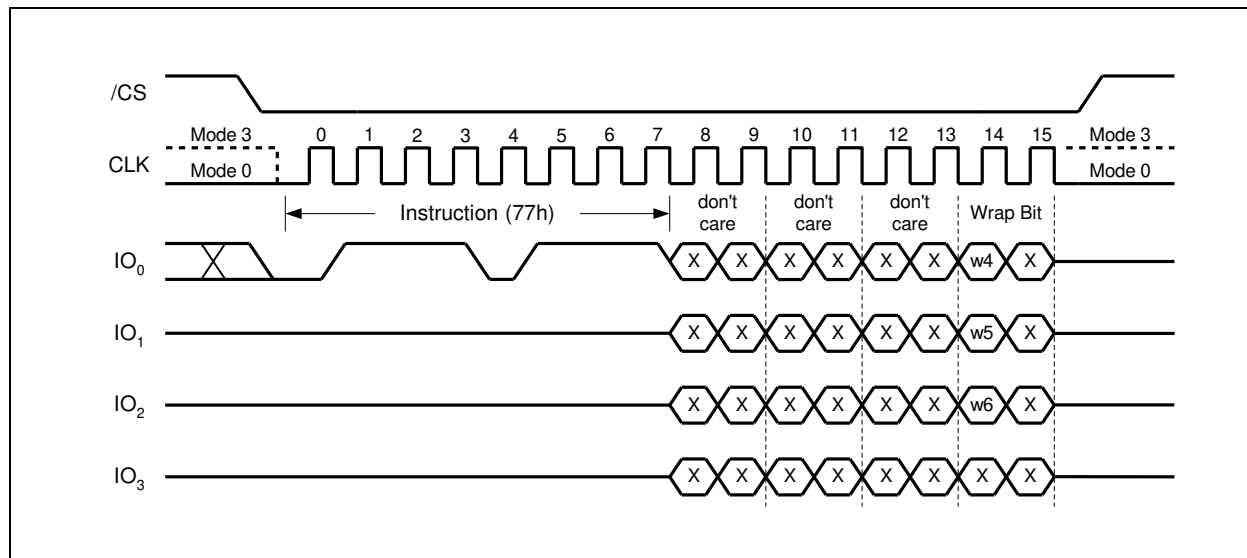 /CS
Mode 3 0 1 2 3 4 5 6 7 8 9 10 11 12 13 14 15 Mode 3
CLK Mode 0 Mode 0
Instruction (77h) don't care don't care don't care Wrap Bit
IO0 X X X X X X w4 X
IO1 X X X X X X w5 X
IO2 X X X X X X w6 X
IO3 X X X X X X X X